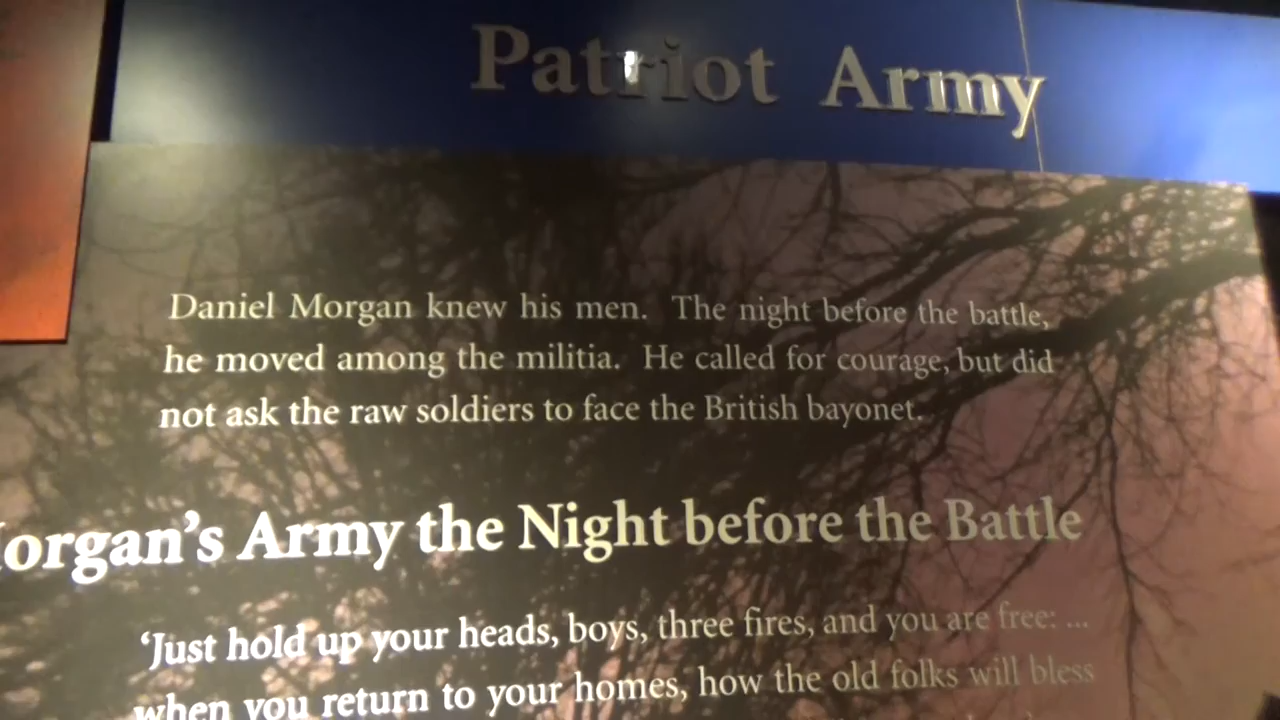 Patriot Army
Daniel Morgan knew his men. The night before the battle,
he moved among the militia. He called for courage, but did
not ask the raw soldiers to face the British bayonet.
Morgan's Army the Night before the Battle
‘Just hold up your heads, boys, three fires, and you are free: ...
when you return to your homes, how the old folks will bless